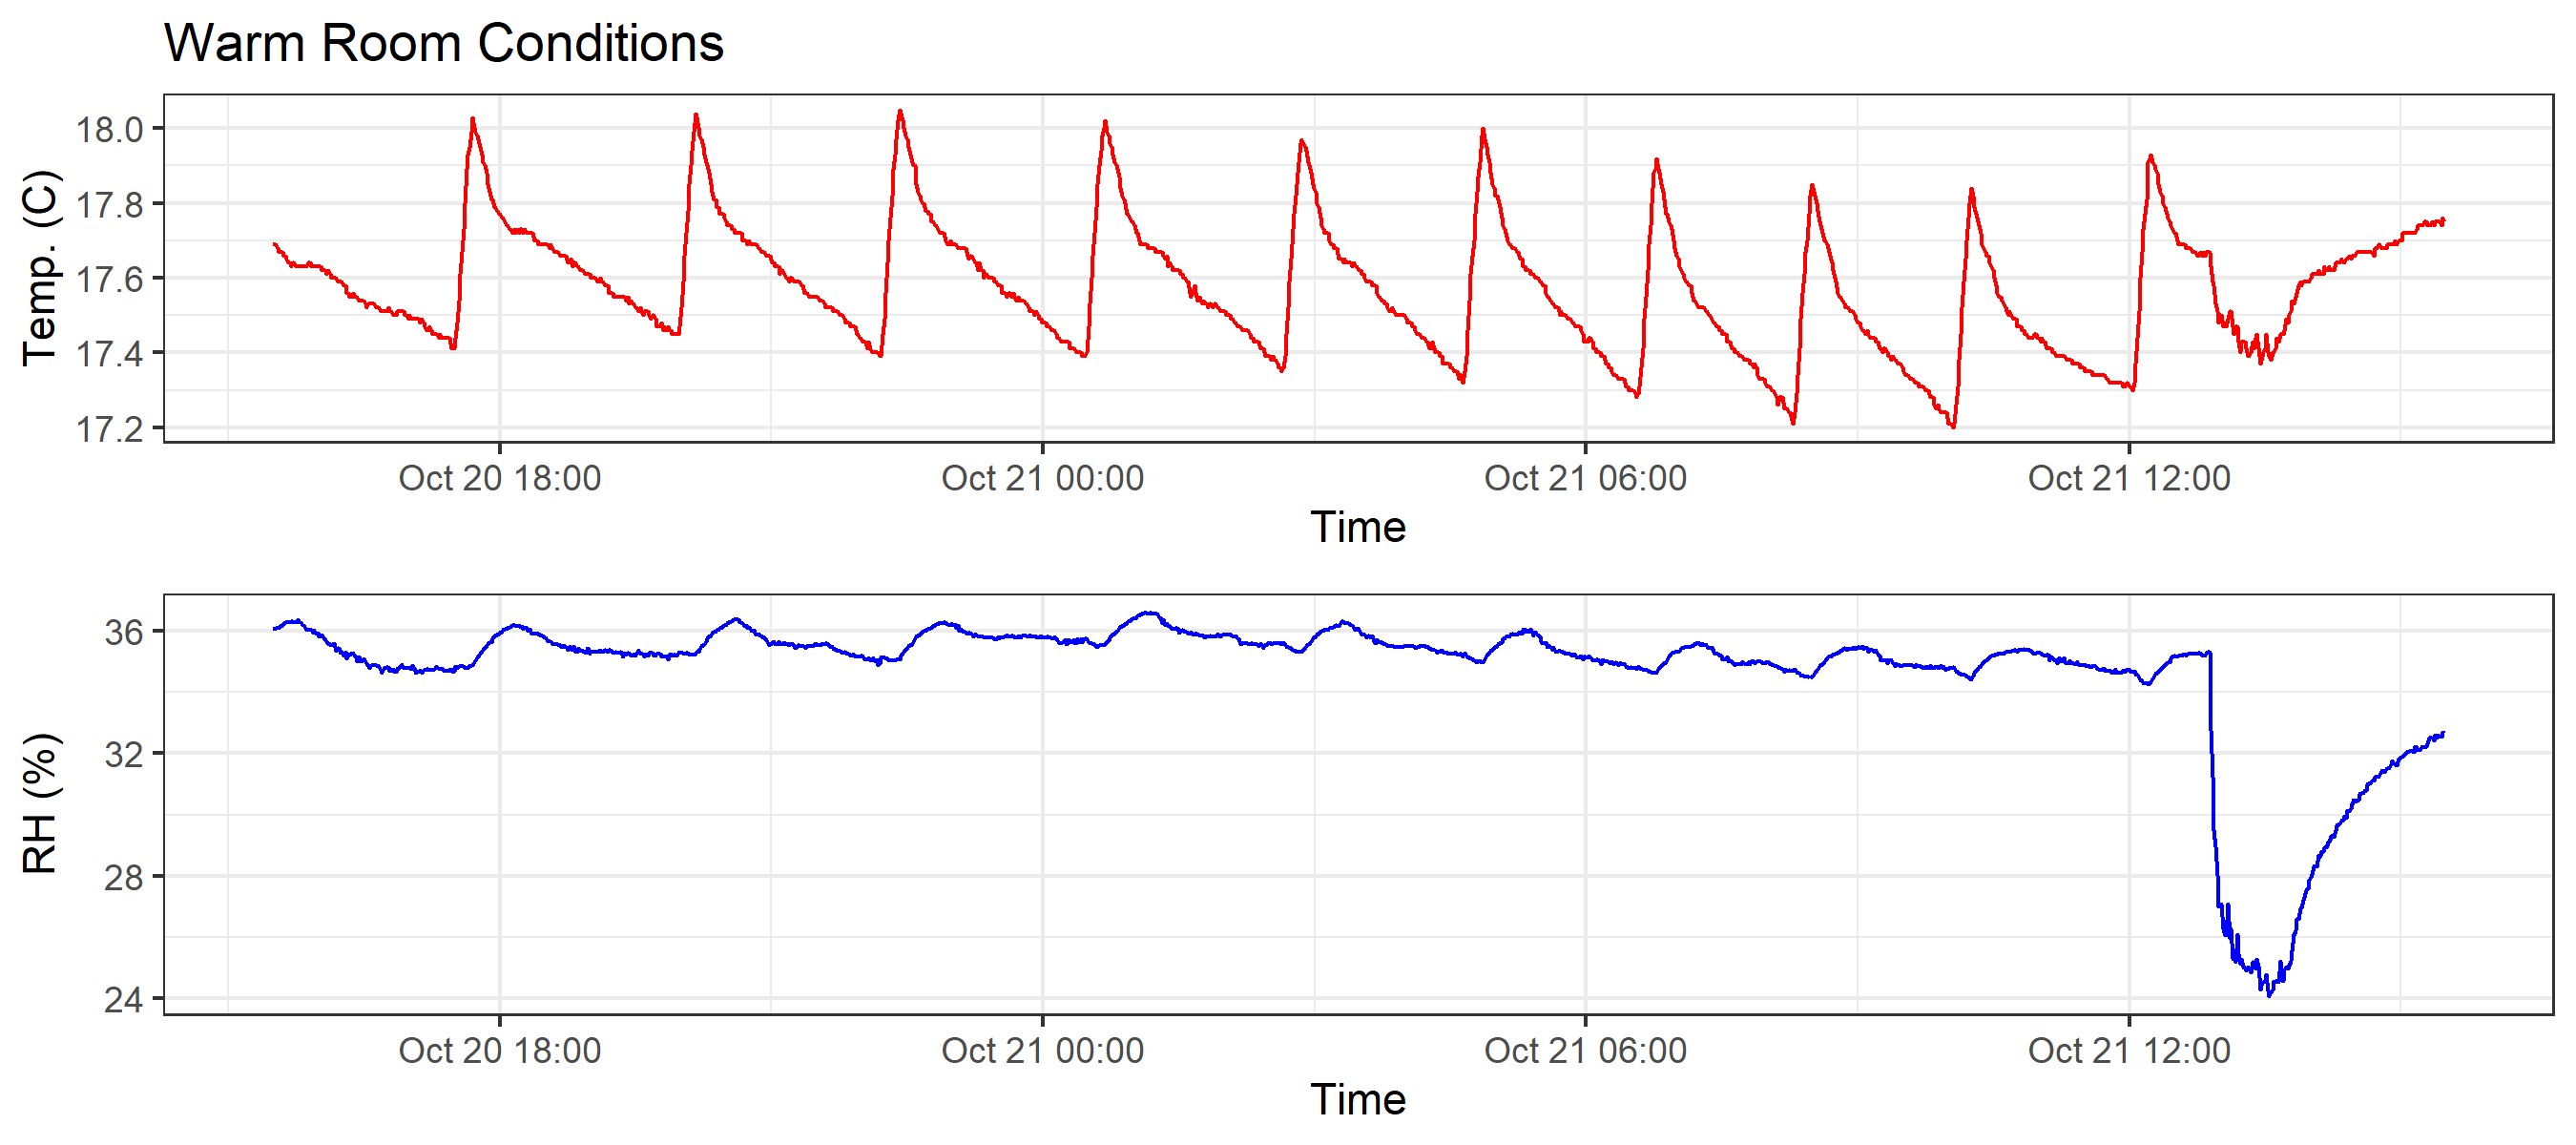 Warm Room Conditions
Temp. (C)
18.0
17.8
17.6
17.4
17.2
Oct 20 18:00 Oct 21 00:00 Oct 21 06:00 Oct 21 12:00
Time
RH (%)
36
32
28
24
Oct 20 18:00 Oct 21 00:00 Oct 21 06:00 Oct 21 12:00
Time